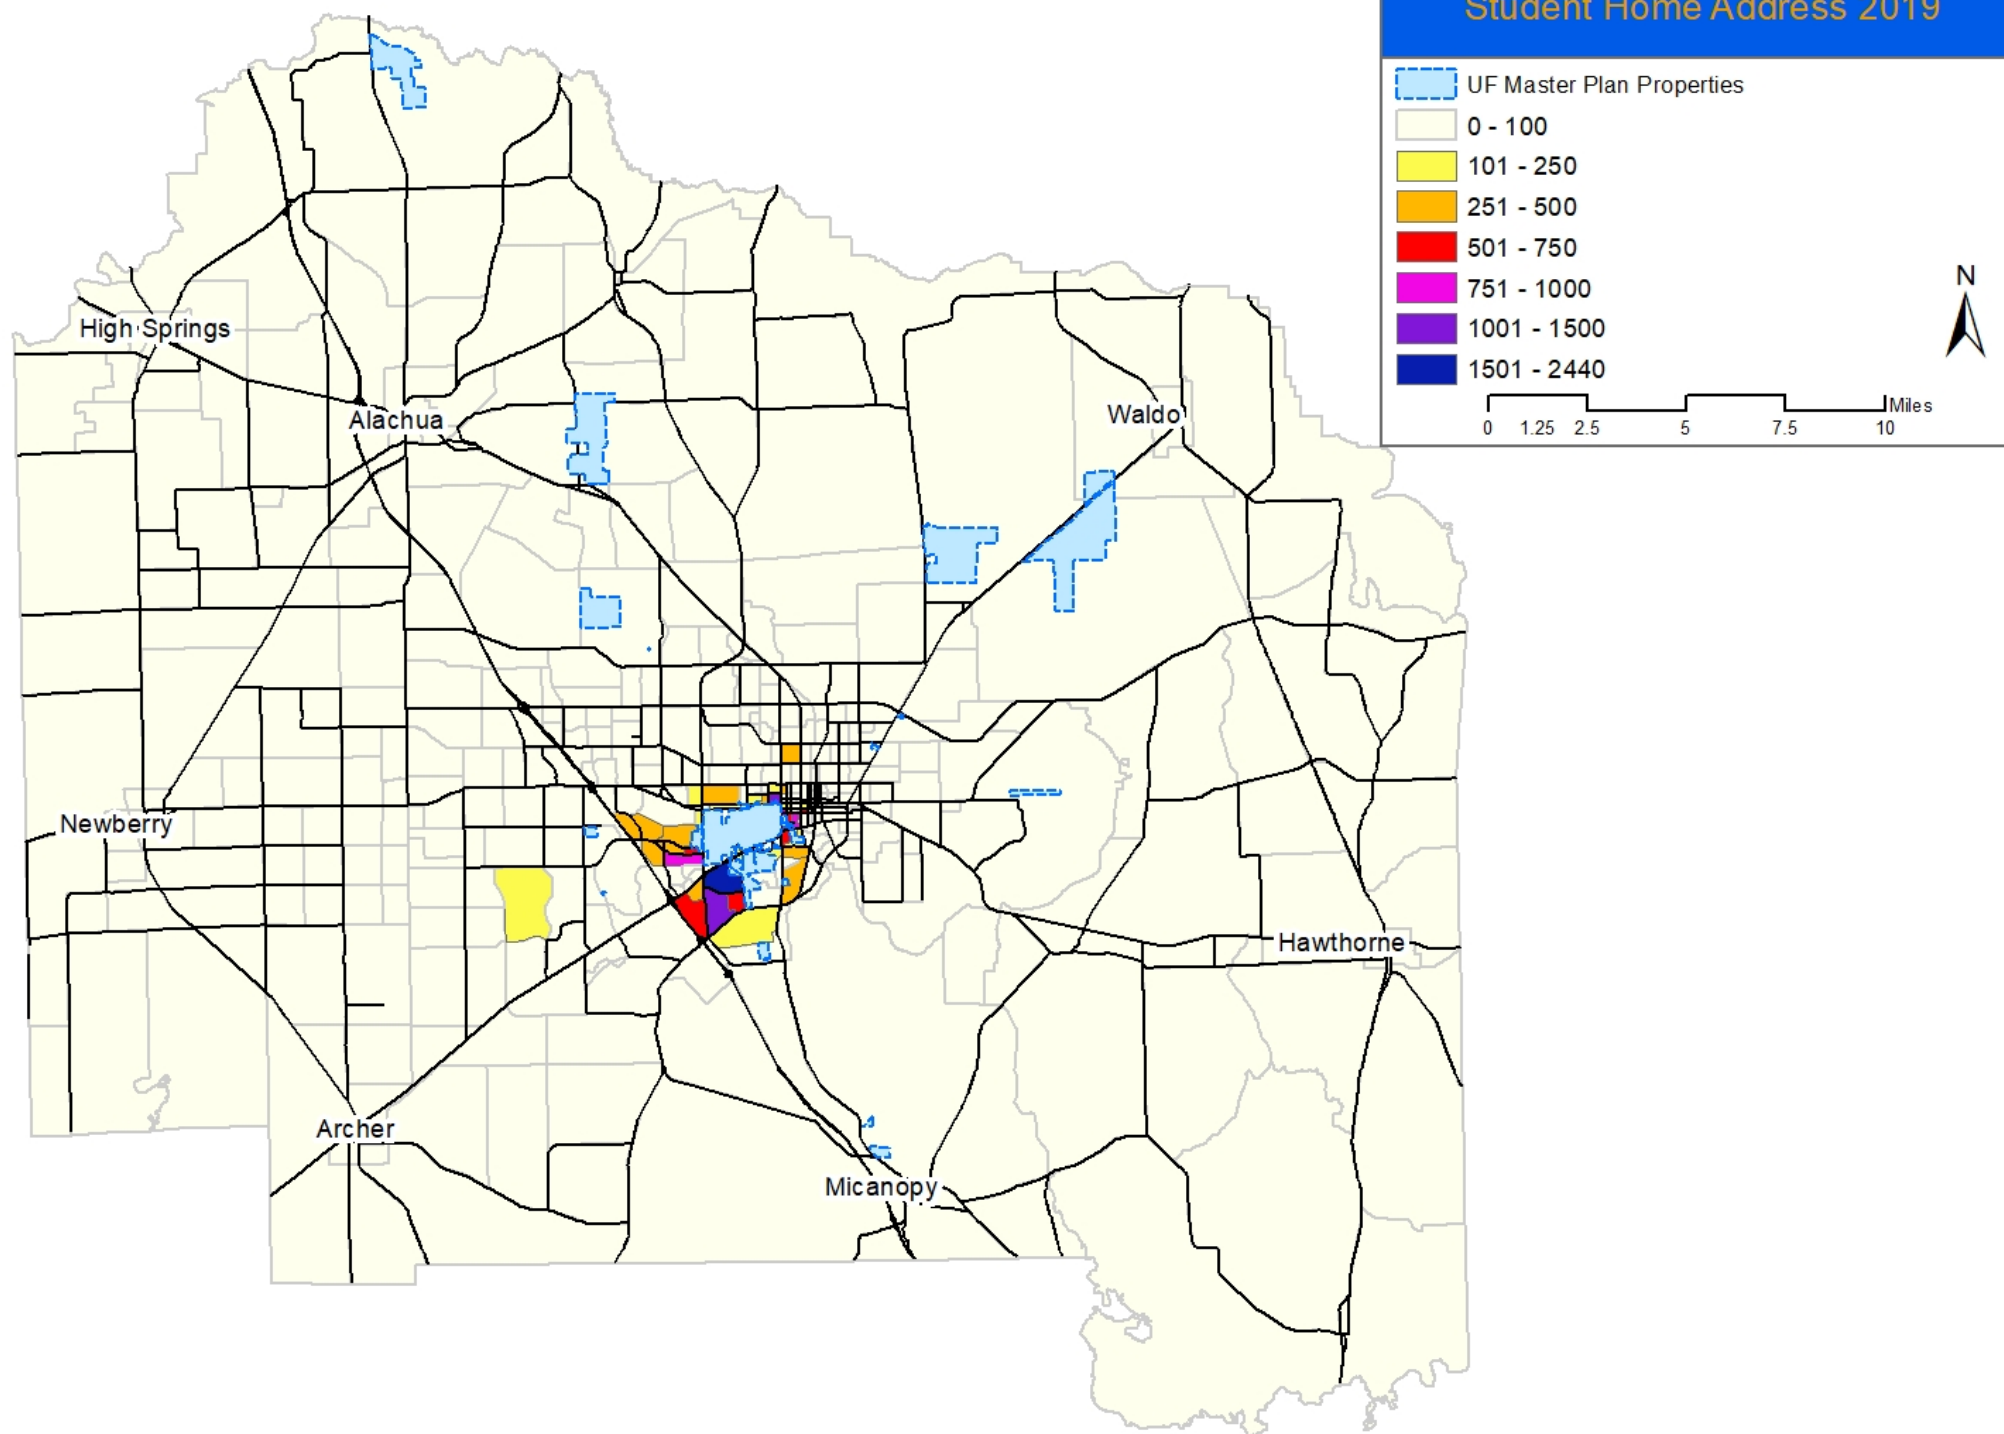 Student Home Address 2019
UF Master Plan Properties
0 - 100
101 - 250
251 - 500
501 - 750
751 - 1000
1001 - 1500
1501 - 2440
N
Miles
0 1.25 2.5 5 7.5 10
High Springs
Alachua
Waldo
Newberry
Hawthorne
Archer
Micanopy